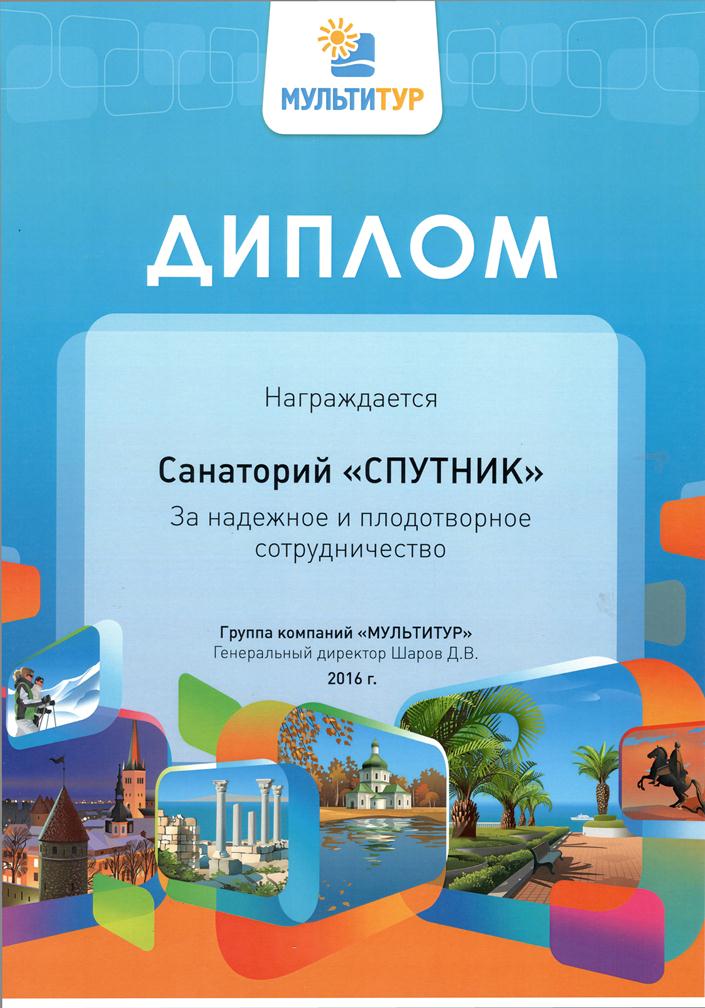 МУЛЬТИТУР
ДИПЛОМ
Награждается
Санаторий «СПУТНИК»
За надежное и плодотворное
сотрудничество
Группа компаний «МУЛЬТИТУР»
Генеральный директор Шаров Д.В.
2016 г.